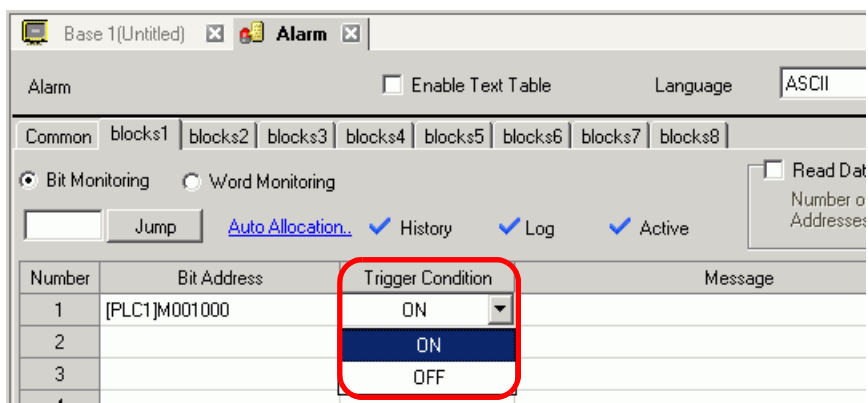 Base 1(Untitled) Alarm
Alarm Enable Text Table Language ASCII
Common blocks1 blocks2 blocks3 blocks4 blocks5 blocks6 blocks7 blocks8
Bit Monitoring Word Monitoring Read Dat
Number o
Addresses
Jump Auto Allocation.. History Log Active
Number Bit Address Trigger Condition Message
1 [PLC1]M001000 ON
2 ON
3 OFF